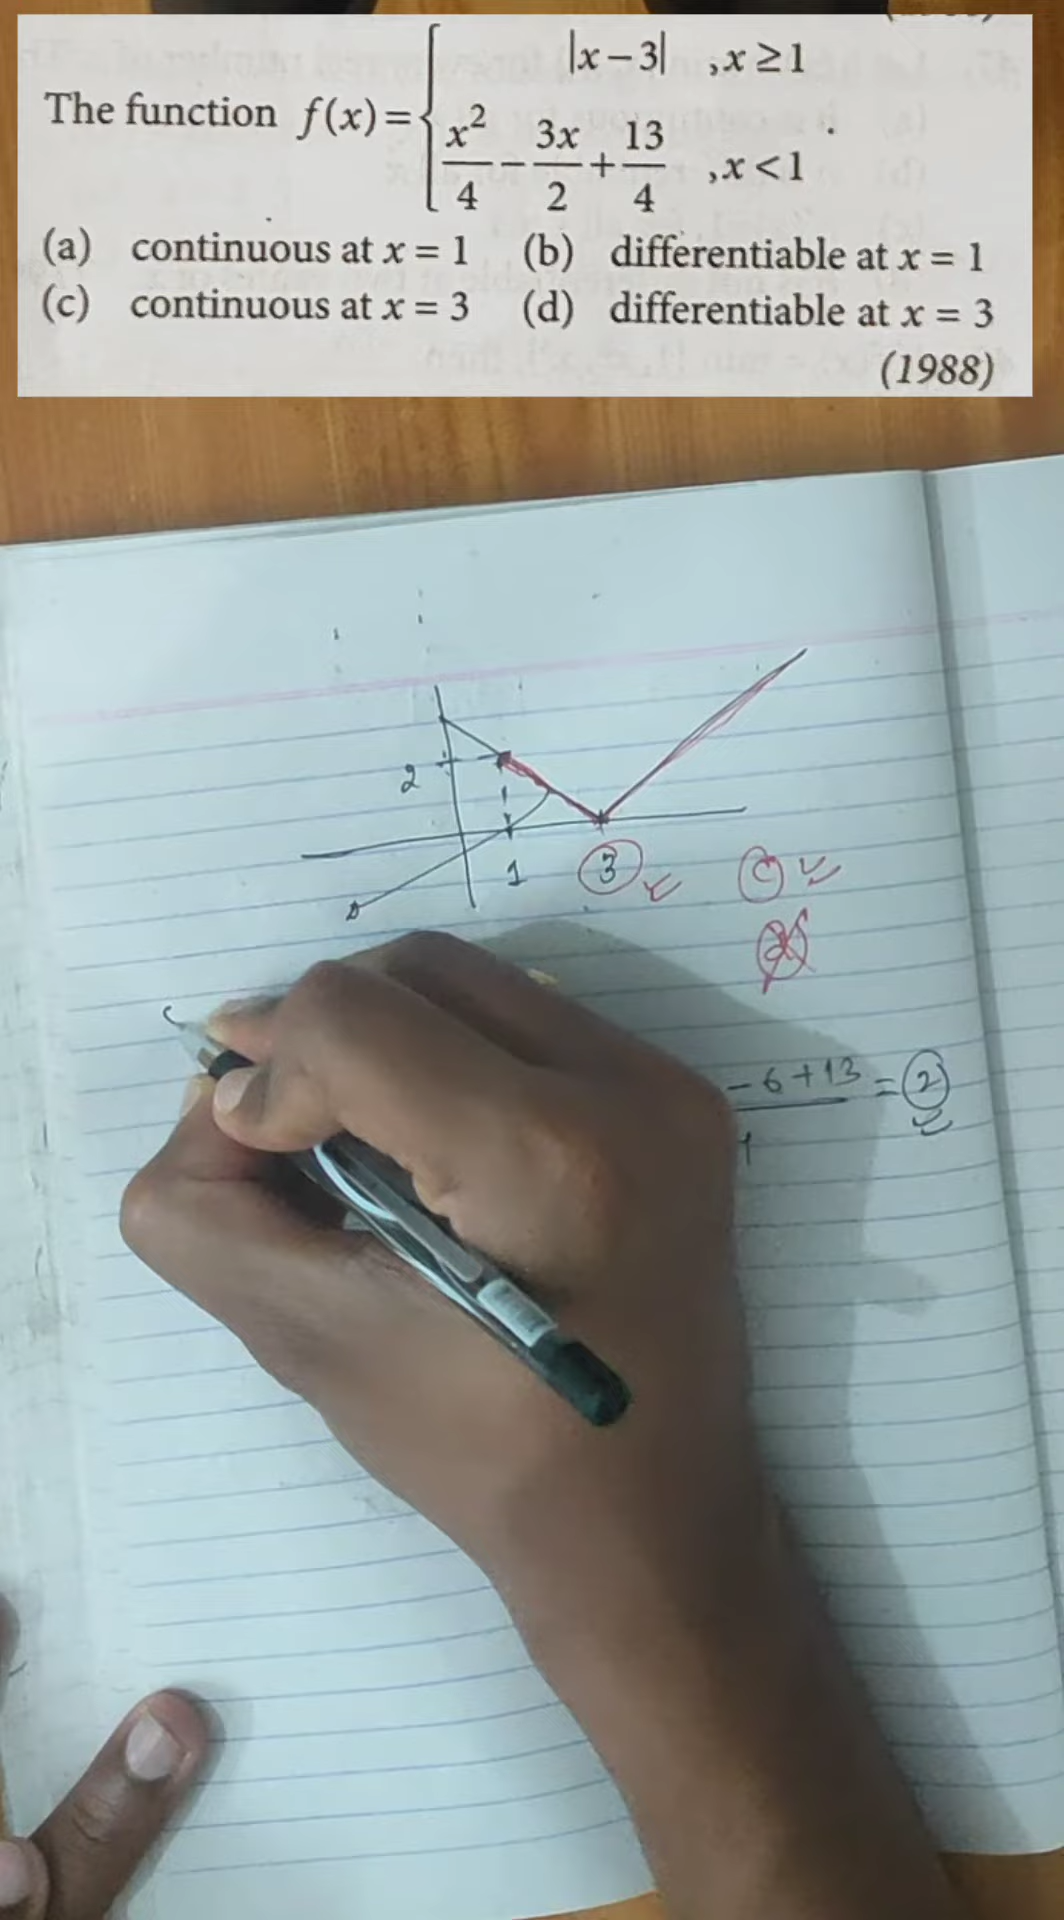 The function f(x) = { |x – 3| , x ≥ 1
x²/4 – 3x/2 + 13/4 , x < 1 .
(a) continuous at x = 1 (b) differentiable at x = 1
(c) continuous at x = 3 (d) differentiable at x = 3
(1988)
2
1 3 C
d
– 6 + 13 = 2